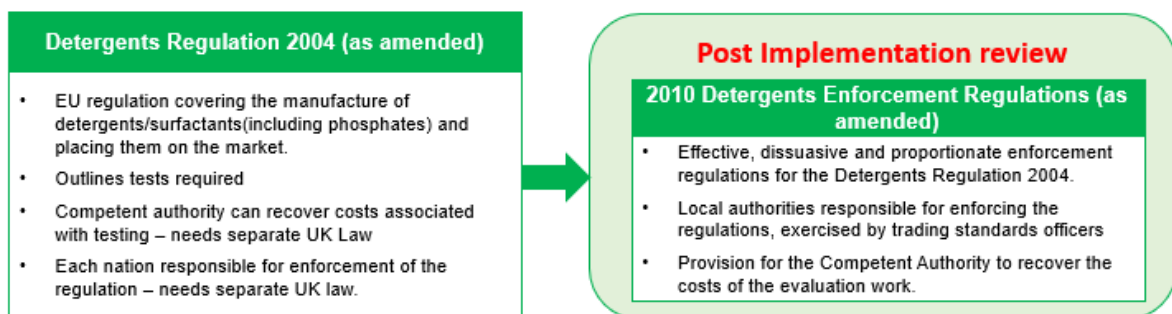 Detergents Regulation 2004 (as amended)
• EU regulation covering the manufacture of
detergents/surfactants(including phosphates) and
placing them on the market.
• Outlines tests required
• Competent authority can recover costs associated
with testing – needs separate UK Law
• Each nation responsible for enforcement of the
regulation – needs separate UK law.
Post Implementation review
2010 Detergents Enforcement Regulations (as
amended)
• Effective, dissuasive and proportionate enforcement
regulations for the Detergents Regulation 2004.
• Local authorities responsible for enforcing the
regulations, exercised by trading standards officers
• Provision for the Competent Authority to recover the
costs of the evaluation work.